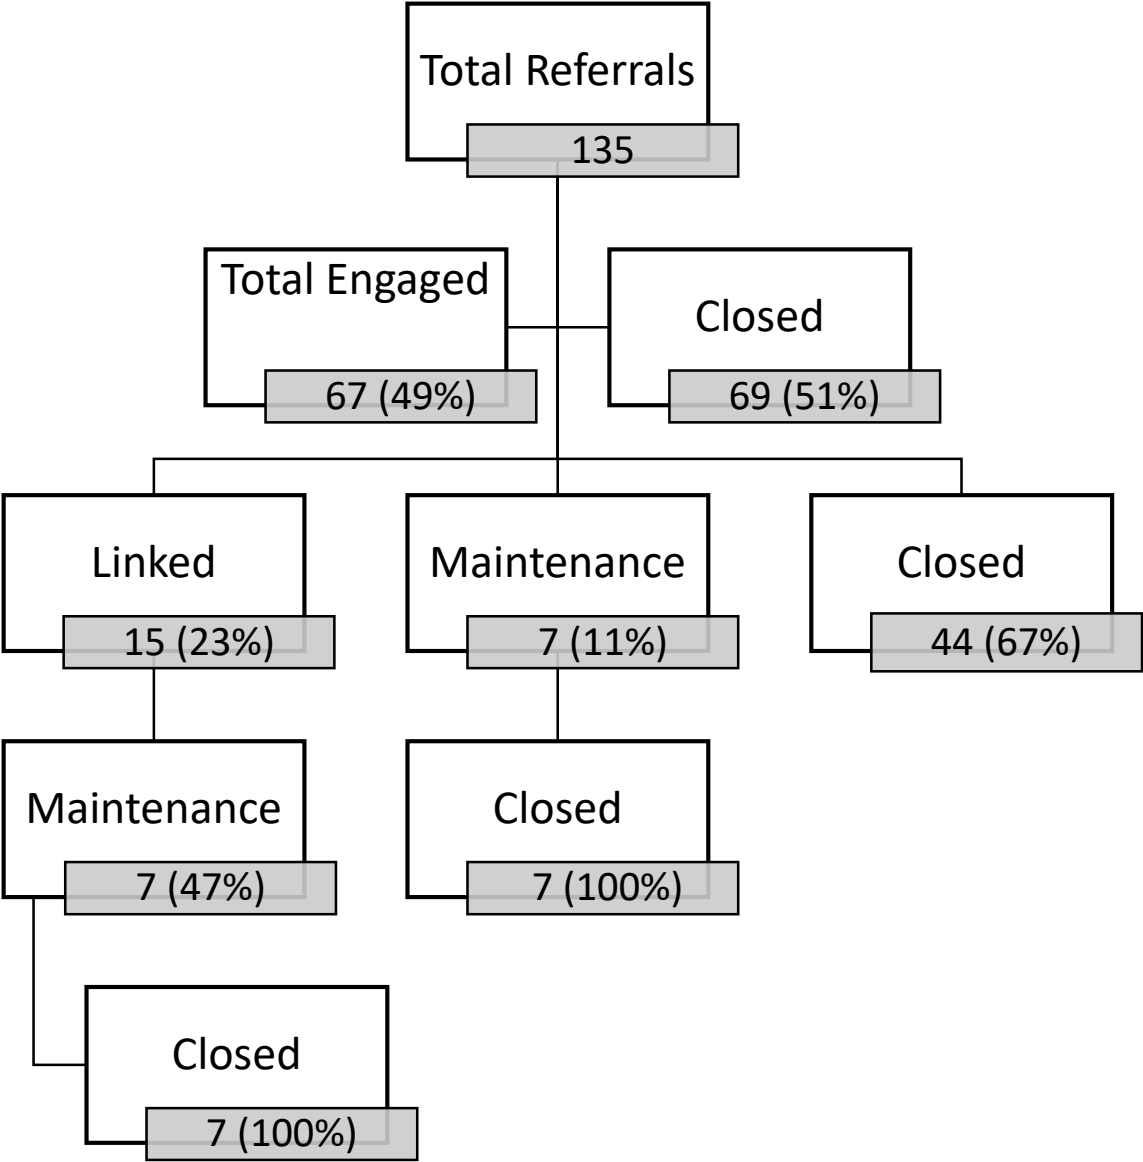 Total Referrals
135
Total Engaged
67 (49%)
Closed
69 (51%)
Linked
15 (23%)
Maintenance
7 (11%)
Closed
44 (67%)
Maintenance
7 (47%)
Closed
7 (100%)
Closed
7 (100%)